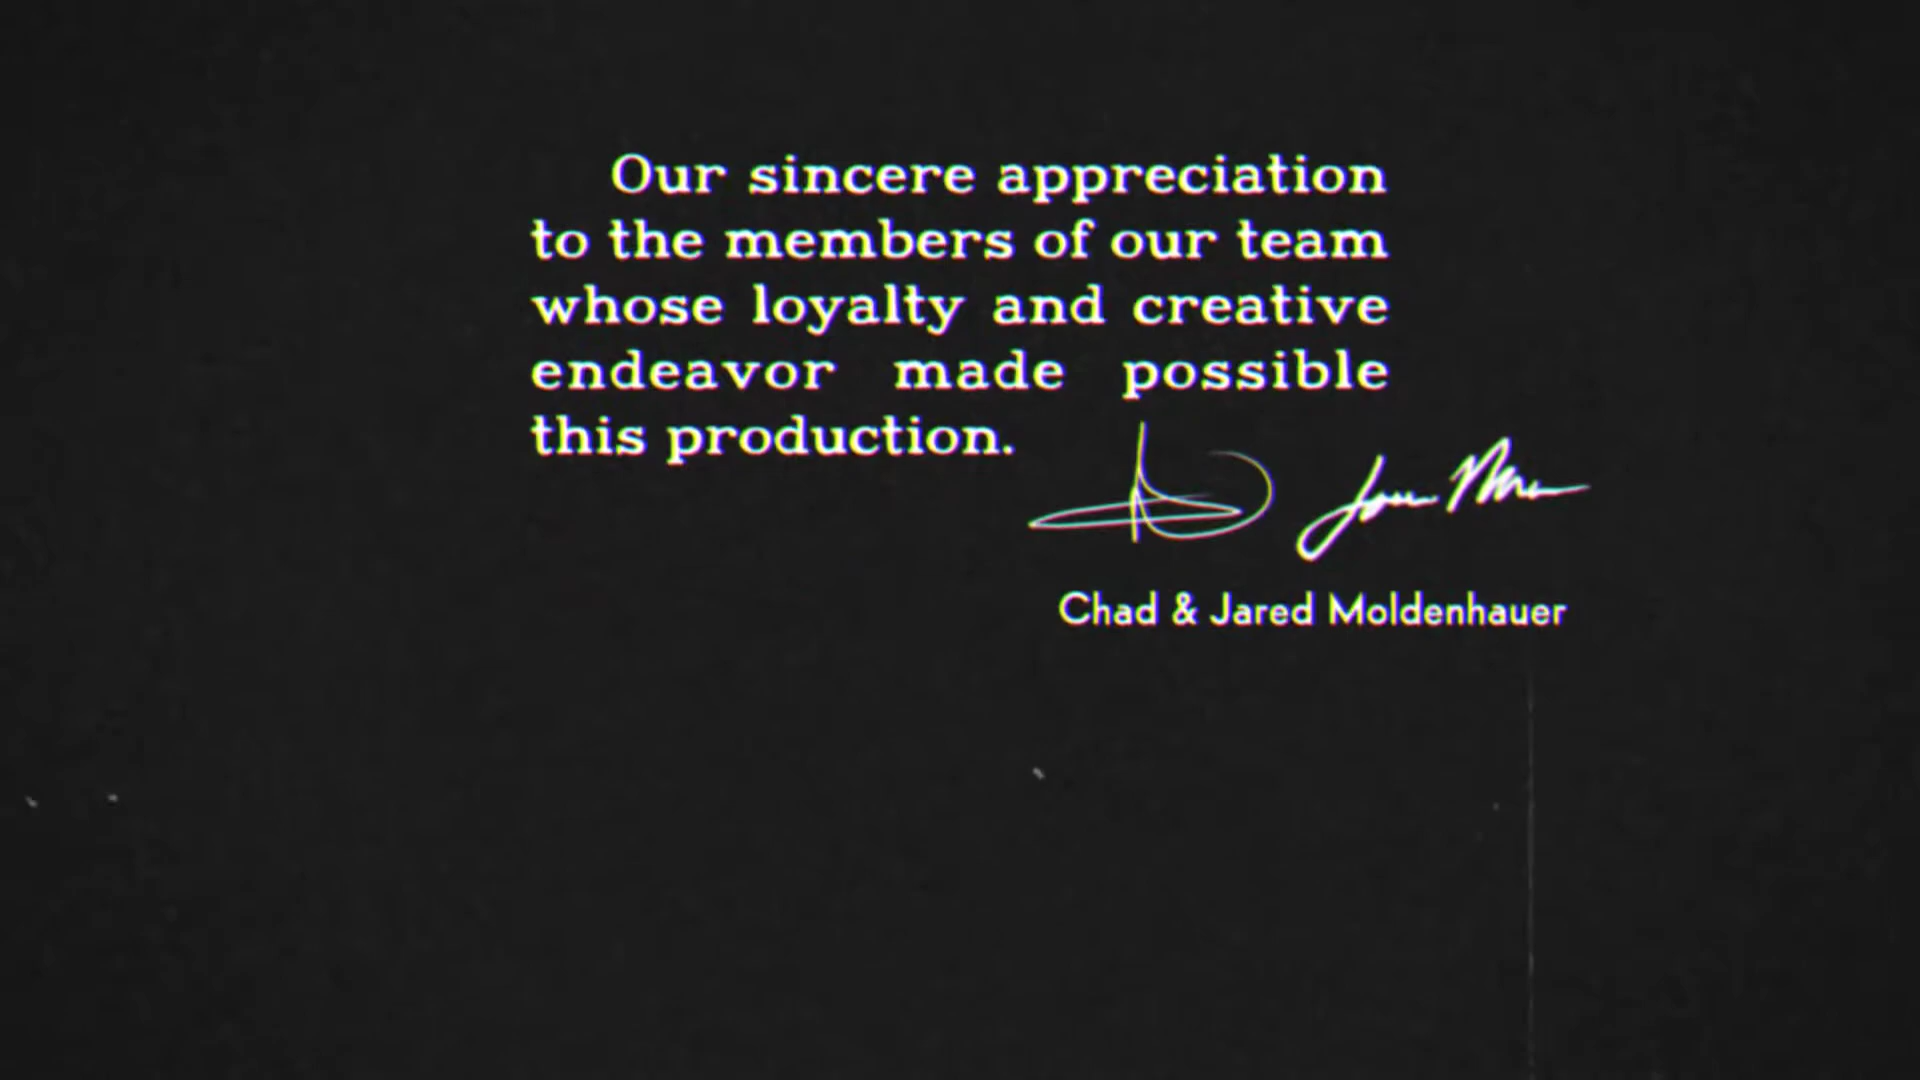 Our sincere appreciation
to the members of our team
whose loyalty and creative
endeavor made possible
this production.
Chad & Jared Moldenhauer